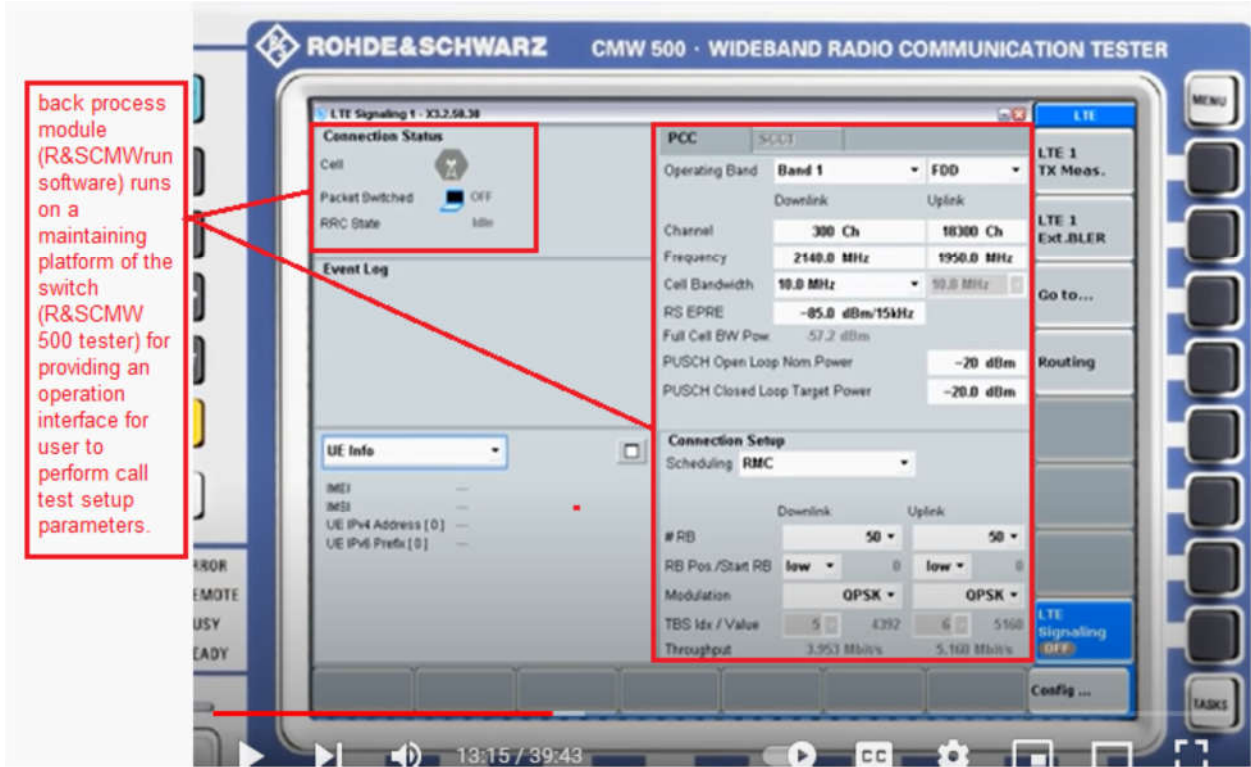 ROHDE&SCHWARZ CMW 500 · WIDEBAND RADIO COMMUNICATION TESTER
back process
module
(R&SCMWrun
software) runs
on a
maintaining
platform of the
switch
(R&SCMW
500 tester) for
providing an
operation
interface for
user to
perform call
test setup
parameters.
LTE Signaling 1 - X3.2.50.30
Connection Status
Cell
Packet Switched OFF
RRC State Idle
Event Log
UE Info
IMEI ---
IMSI ---
UE IPv4 Address [0] ---
UE IPv6 Prefix [0] ---
PCC
Operating Band Band 1 FDD
Downlink Uplink
Channel 300 Ch 18300 Ch
Frequency 2140.0 MHz 1950.0 MHz
Cell Bandwidth 10.0 MHz 10.0 MHz
RS EPRE -85.0 dBm/15kHz
Full Cell BW Pow. -57.2 dBm
PUSCH Open Loop Nom Power -20 dBm
PUSCH Closed Loop Target Power -20.0 dBm
Connection Setup
Scheduling RMC
Downlink Uplink
# RB 50 50
RB Pos./Start RB low 0 low 0
Modulation QPSK QPSK
TBS Idx / Value 5 4392 6 5160
Throughput 3.953 Mbit/s 5.160 Mbit/s
LTE
LTE 1
TX Meas.
LTE 1
Ext.BLER
Go to...
Routing
LTE
Signaling
OFF
Config ...
MENU
TASKS
13:15 / 39:43
CC